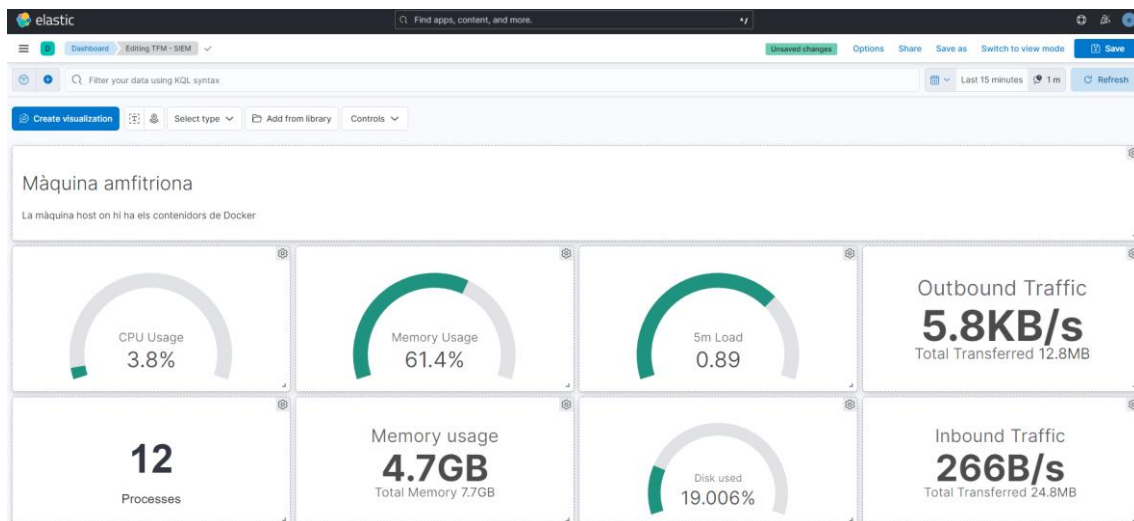 elastic
Find apps, content, and more.
D
Dashboard
Editing TFM - SIEM
Unsaved changes
Options
Share
Save as
Switch to view mode
Save
Filter your data using KQL syntax
Last 15 minutes
1 m
Refresh
Create visualization
Select type
Add from library
Controls
Màquina amfitriona
La màquina host on hi ha els contenidors de Docker
CPU Usage
3.8%
Memory Usage
61.4%
5m Load
0.89
Outbound Traffic
5.8KB/s
Total Transferred 12.8MB
12
Processes
Memory usage
4.7GB
Total Memory 7.7GB
Disk used
19.006%
Inbound Traffic
266B/s
Total Transferred 24.8MB